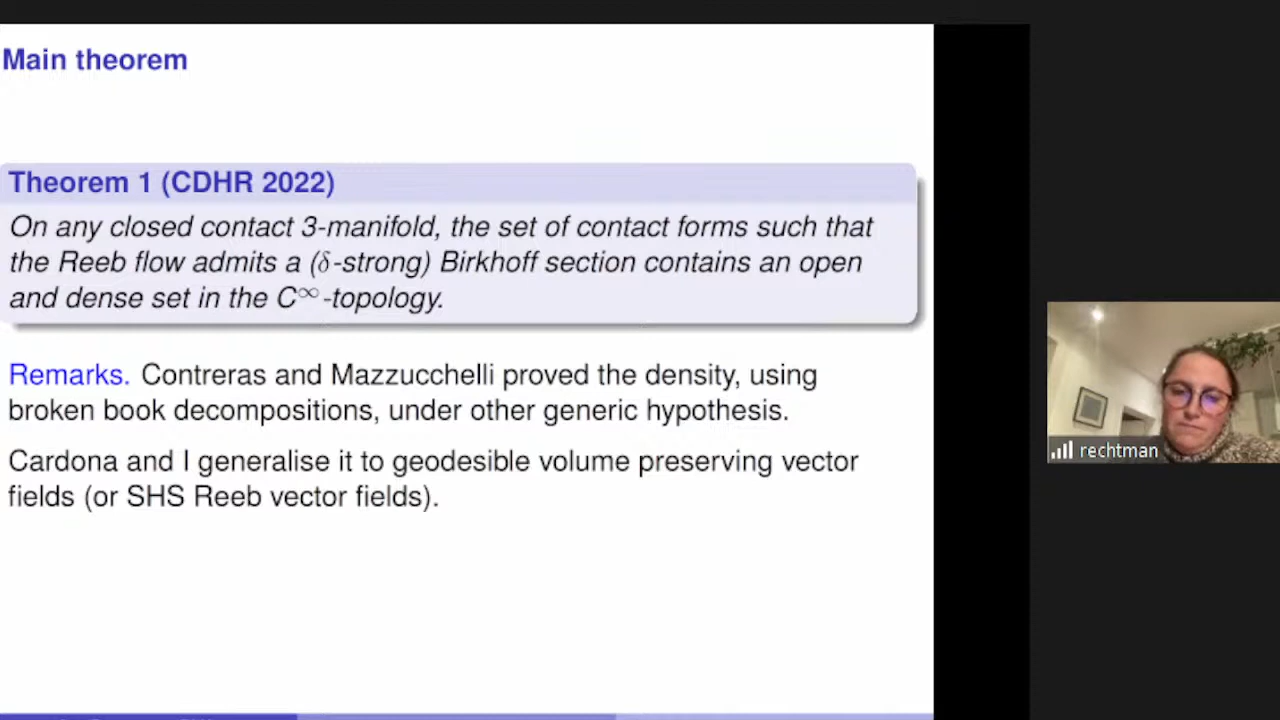 Main theorem
Theorem 1 (CDHR 2022)
On any closed contact 3-manifold, the set of contact forms such that
the Reeb flow admits a (δ-strong) Birkhoff section contains an open
and dense set in the C∞-topology.
Remarks. Contreras and Mazzucchelli proved the density, using
broken book decompositions, under other generic hypothesis.
Cardona and I generalise it to geodesible volume preserving vector
fields (or SHS Reeb vector fields).
rechtman